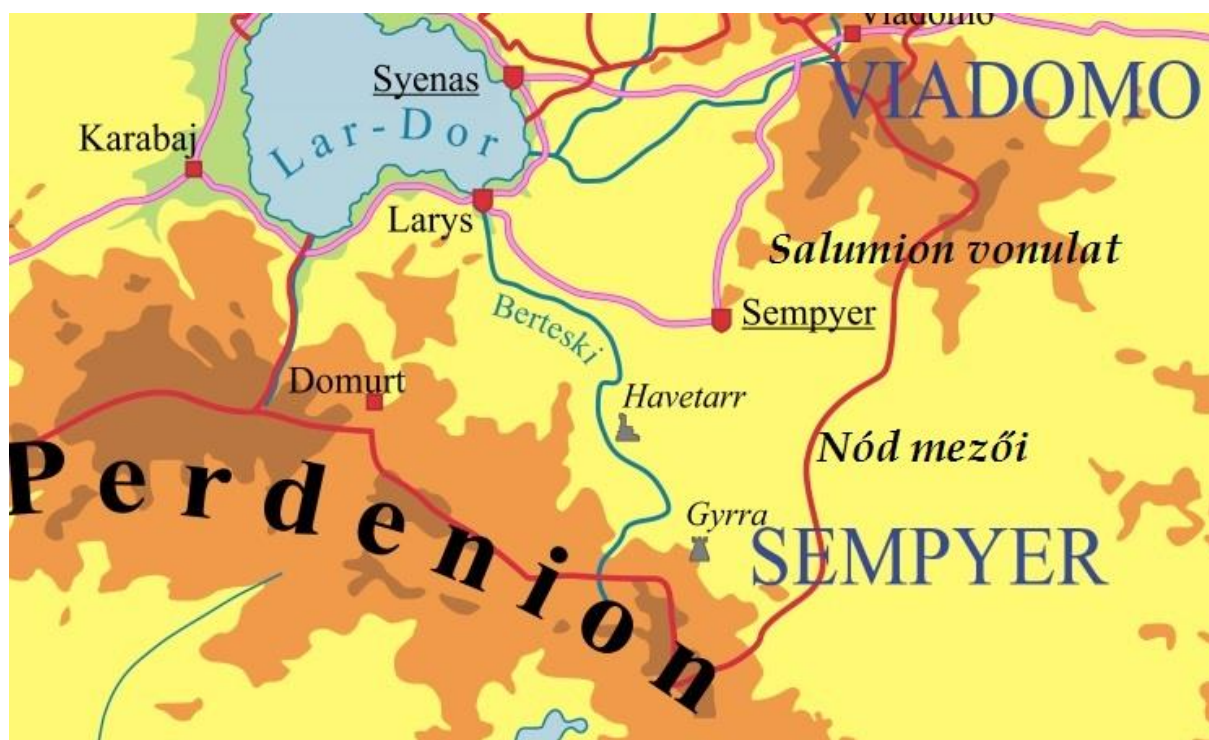 Viadomo
VIADOMO
Syenas
Lar-Dor
Karabaj
Larys
Salumion vonulat
Sempyer
Berteski
Domurt
Havetarr
Nód mezői
Perdenion
Gyrra
SEMPYER